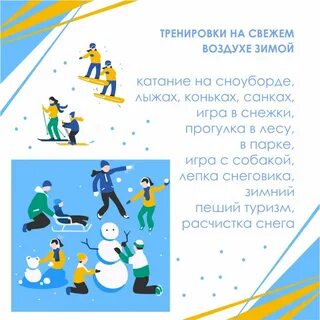 ТРЕНИРОВКИ НА СВЕЖЕМ
ВОЗДУХЕ ЗИМОЙ
катание на сноуборде,
лыжах, коньках, санках,
игра в снежки,
прогулка в лесу,
в парке,
игра с собакой,
лепка снеговика,
зимний
пеший туризм,
расчистка снега